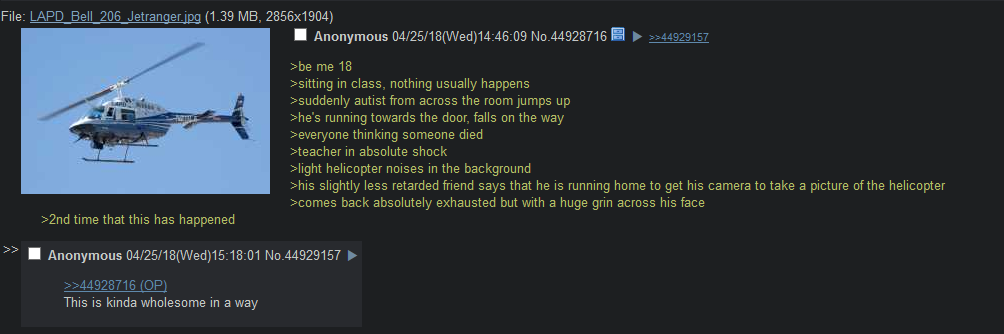 File: LAPD_Bell_206_Jetranger.jpg (1.39 MB, 2856x1904)
Anonymous 04/25/18(Wed)14:46:09 No.44928716 >>44929157
>be me 18
>sitting in class, nothing usually happens
>suddenly autist from across the room jumps up
>he's running towards the door, falls on the way
>everyone thinking someone died
>teacher in absolute shock
>light helicopter noises in the background
>his slightly less retarded friend says that he is running home to get his camera to take a picture of the helicopter
>comes back absolutely exhausted but with a huge grin across his face
>2nd time that this has happened
>> Anonymous 04/25/18(Wed)15:18:01 No.44929157
>>44928716 (OP)
This is kinda wholesome in a way